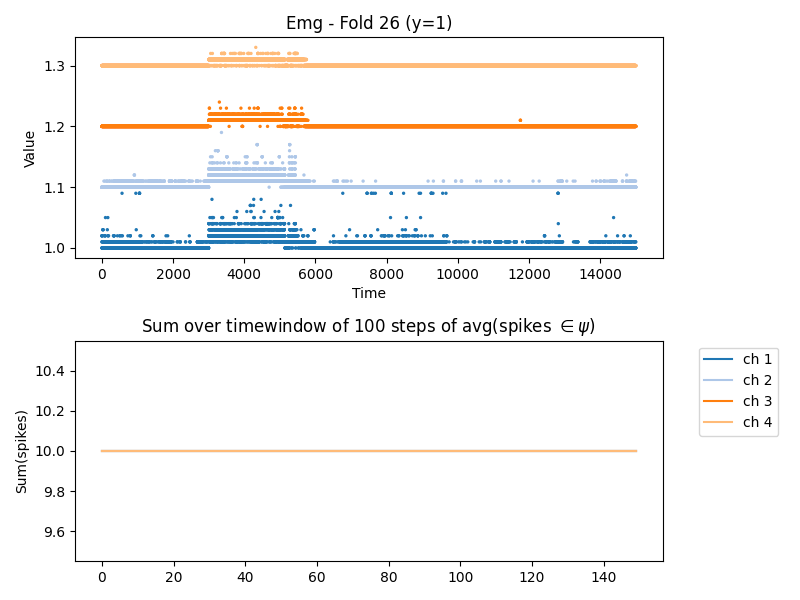 Emg - Fold 26 (y=1)
1.3
1.2
1.1
1.0
Value
0 2000 4000 6000 8000 10000 12000 14000
Time
Sum over timewindow of 100 steps of avg(spikes ∈ ψ)
10.4
10.2
10.0
9.8
9.6
Sum(spikes)
0 20 40 60 80 100 120 140
ch 1
ch 2
ch 3
ch 4